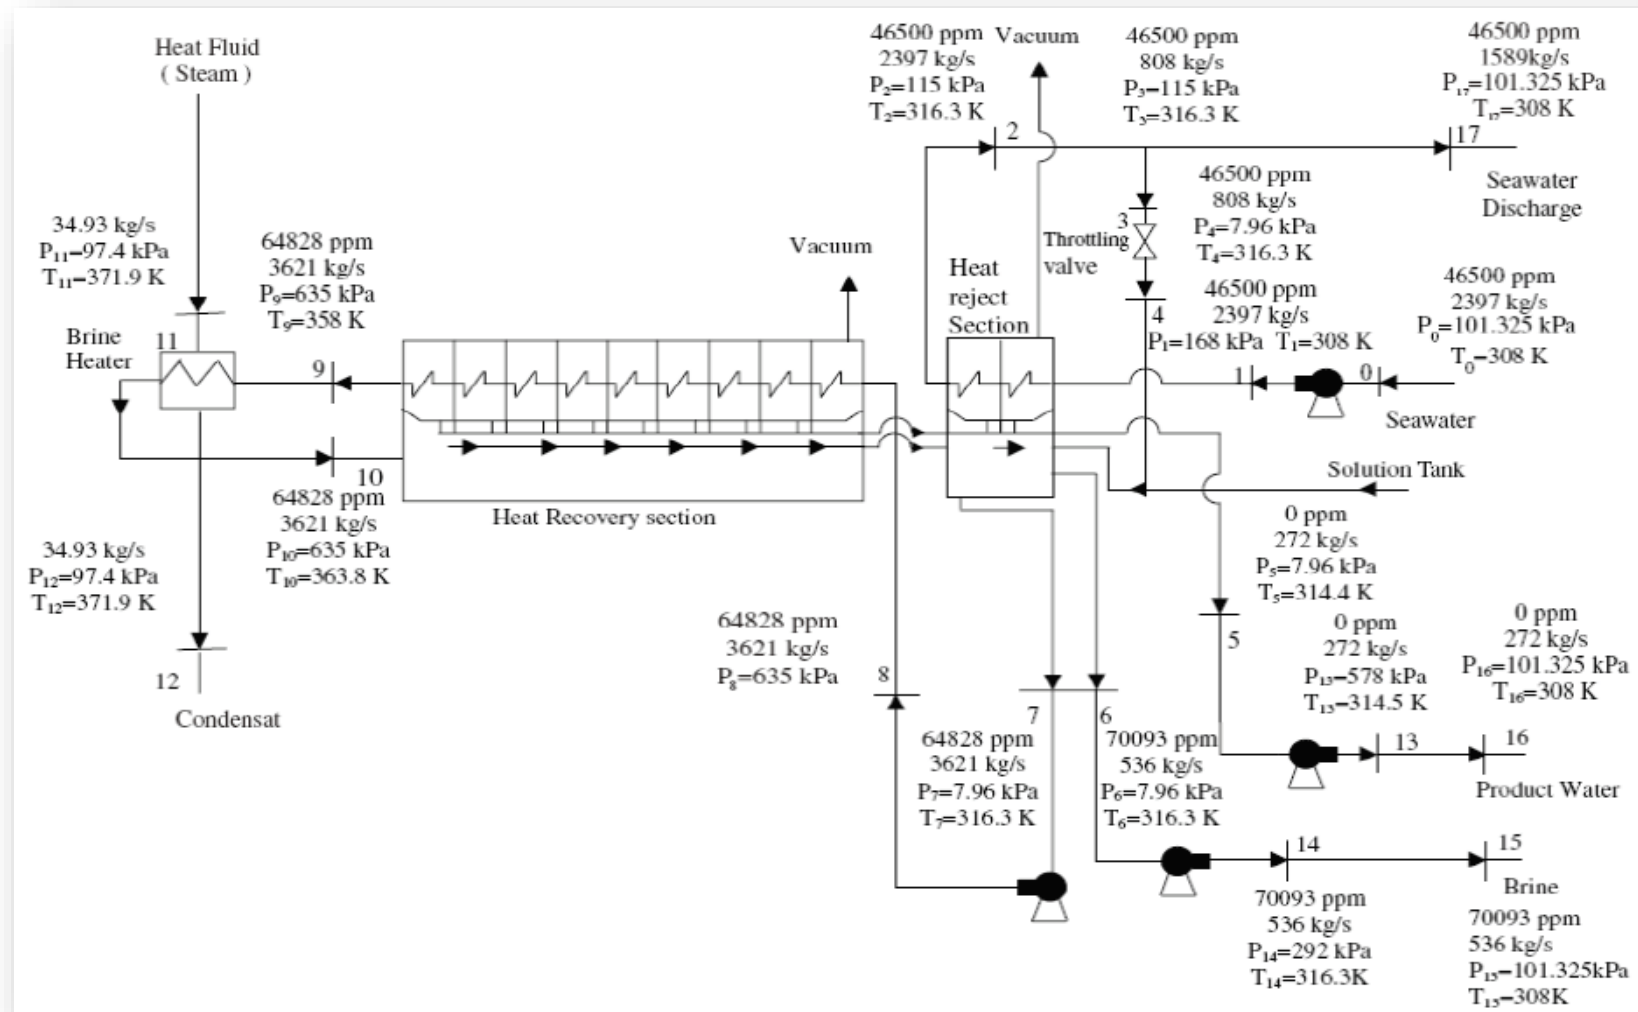 Heat Fluid
( Steam )
34.93 kg/s
P₁₁=97.4 kPa
T₁₁=371.9 K
64828 ppm
3621 kg/s
P₉=635 kPa
T₉=358 K
Brine
Heater
11
9
10
64828 ppm
3621 kg/s
P₁₀=635 kPa
T₁₀=363.8 K
34.93 kg/s
P₁₂=97.4 kPa
T₁₂=371.9 K
12
Condensat
Vacuum
Heat Recovery section
46500 ppm
2397 kg/s
P₂=115 kPa
T₂=316.3 K
Vacuum
2
46500 ppm
808 kg/s
P₃=115 kPa
T₃=316.3 K
46500 ppm
1589kg/s
P₁₇=101.325 kPa
T₁₇=308 K
17
Seawater
Discharge
Heat
reject
Section
3
Throttling
valve
46500 ppm
808 kg/s
P₄=7.96 kPa
T₄=316.3 K
4
46500 ppm
2397 kg/s
P₁=168 kPa T₁=308 K
1
0
46500 ppm
2397 kg/s
P₀=101.325 kPa
T₀=308 K
Seawater
Solution Tank
0 ppm
272 kg/s
P₅=7.96 kPa
T₅=314.4 K
5
64828 ppm
3621 kg/s
P₈=635 kPa
8
7
64828 ppm
3621 kg/s
P₇=7.96 kPa
T₇=316.3 K
6
70093 ppm
536 kg/s
P₆=7.96 kPa
T₆=316.3 K
0 ppm
272 kg/s
P₁₃=578 kPa
T₁₃=314.5 K
13
0 ppm
272 kg/s
P₁₆=101.325 kPa
T₁₆=308 K
16
Product Water
14
70093 ppm
536 kg/s
P₁₄=292 kPa
T₁₄=316.3K
15
Brine
70093 ppm
536 kg/s
P₁₅=101.325kPa
T₁₅=308K